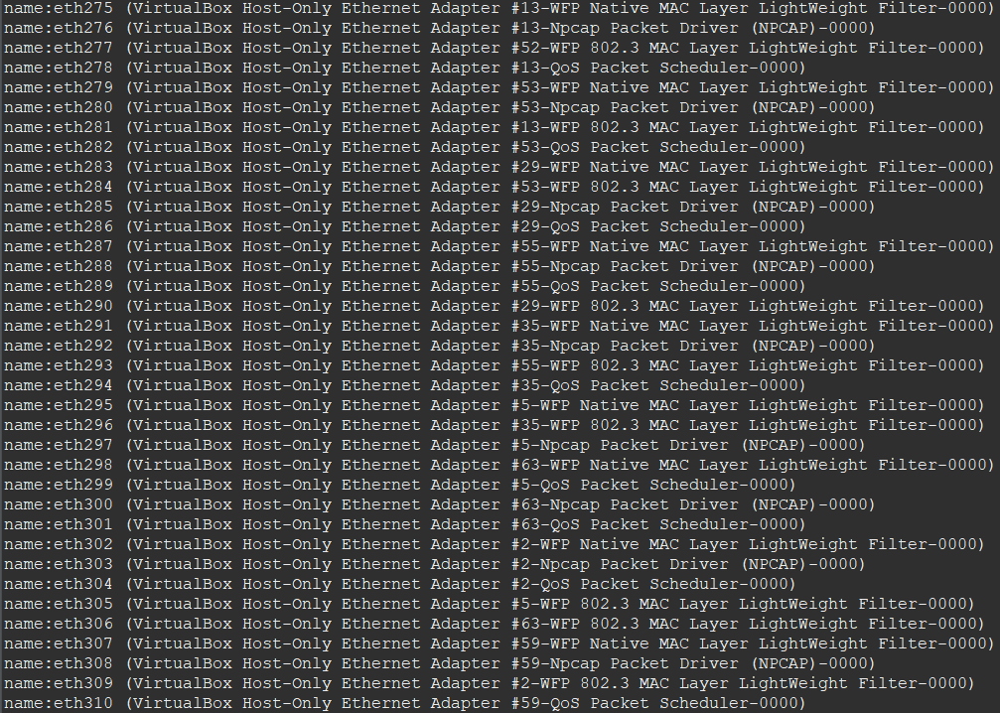 name:eth275 (VirtualBox Host-Only Ethernet Adapter #13-WFP Native MAC Layer LightWeight Filter-0000)
name:eth276 (VirtualBox Host-Only Ethernet Adapter #13-Npcap Packet Driver (NPCAP)-0000)
name:eth277 (VirtualBox Host-Only Ethernet Adapter #52-WFP 802.3 MAC Layer LightWeight Filter-0000)
name:eth278 (VirtualBox Host-Only Ethernet Adapter #13-QoS Packet Scheduler-0000)
name:eth279 (VirtualBox Host-Only Ethernet Adapter #53-WFP Native MAC Layer LightWeight Filter-0000)
name:eth280 (VirtualBox Host-Only Ethernet Adapter #53-Npcap Packet Driver (NPCAP)-0000)
name:eth281 (VirtualBox Host-Only Ethernet Adapter #13-WFP 802.3 MAC Layer LightWeight Filter-0000)
name:eth282 (VirtualBox Host-Only Ethernet Adapter #53-QoS Packet Scheduler-0000)
name:eth283 (VirtualBox Host-Only Ethernet Adapter #29-WFP Native MAC Layer LightWeight Filter-0000)
name:eth284 (VirtualBox Host-Only Ethernet Adapter #53-WFP 802.3 MAC Layer LightWeight Filter-0000)
name:eth285 (VirtualBox Host-Only Ethernet Adapter #29-Npcap Packet Driver (NPCAP)-0000)
name:eth286 (VirtualBox Host-Only Ethernet Adapter #29-QoS Packet Scheduler-0000)
name:eth287 (VirtualBox Host-Only Ethernet Adapter #55-WFP Native MAC Layer LightWeight Filter-0000)
name:eth288 (VirtualBox Host-Only Ethernet Adapter #55-Npcap Packet Driver (NPCAP)-0000)
name:eth289 (VirtualBox Host-Only Ethernet Adapter #55-QoS Packet Scheduler-0000)
name:eth290 (VirtualBox Host-Only Ethernet Adapter #29-WFP 802.3 MAC Layer LightWeight Filter-0000)
name:eth291 (VirtualBox Host-Only Ethernet Adapter #35-WFP Native MAC Layer LightWeight Filter-0000)
name:eth292 (VirtualBox Host-Only Ethernet Adapter #35-Npcap Packet Driver (NPCAP)-0000)
name:eth293 (VirtualBox Host-Only Ethernet Adapter #55-WFP 802.3 MAC Layer LightWeight Filter-0000)
name:eth294 (VirtualBox Host-Only Ethernet Adapter #35-QoS Packet Scheduler-0000)
name:eth295 (VirtualBox Host-Only Ethernet Adapter #5-WFP Native MAC Layer LightWeight Filter-0000)
name:eth296 (VirtualBox Host-Only Ethernet Adapter #35-WFP 802.3 MAC Layer LightWeight Filter-0000)
name:eth297 (VirtualBox Host-Only Ethernet Adapter #5-Npcap Packet Driver (NPCAP)-0000)
name:eth298 (VirtualBox Host-Only Ethernet Adapter #63-WFP Native MAC Layer LightWeight Filter-0000)
name:eth299 (VirtualBox Host-Only Ethernet Adapter #5-QoS Packet Scheduler-0000)
name:eth300 (VirtualBox Host-Only Ethernet Adapter #63-Npcap Packet Driver (NPCAP)-0000)
name:eth301 (VirtualBox Host-Only Ethernet Adapter #63-QoS Packet Scheduler-0000)
name:eth302 (VirtualBox Host-Only Ethernet Adapter #2-WFP Native MAC Layer LightWeight Filter-0000)
name:eth303 (VirtualBox Host-Only Ethernet Adapter #2-Npcap Packet Driver (NPCAP)-0000)
name:eth304 (VirtualBox Host-Only Ethernet Adapter #2-QoS Packet Scheduler-0000)
name:eth305 (VirtualBox Host-Only Ethernet Adapter #5-WFP 802.3 MAC Layer LightWeight Filter-0000)
name:eth306 (VirtualBox Host-Only Ethernet Adapter #63-WFP 802.3 MAC Layer LightWeight Filter-0000)
name:eth307 (VirtualBox Host-Only Ethernet Adapter #59-WFP Native MAC Layer LightWeight Filter-0000)
name:eth308 (VirtualBox Host-Only Ethernet Adapter #59-Npcap Packet Driver (NPCAP)-0000)
name:eth309 (VirtualBox Host-Only Ethernet Adapter #2-WFP 802.3 MAC Layer LightWeight Filter-0000)
name:eth310 (VirtualBox Host-Only Ethernet Adapter #59-QoS Packet Scheduler-0000)